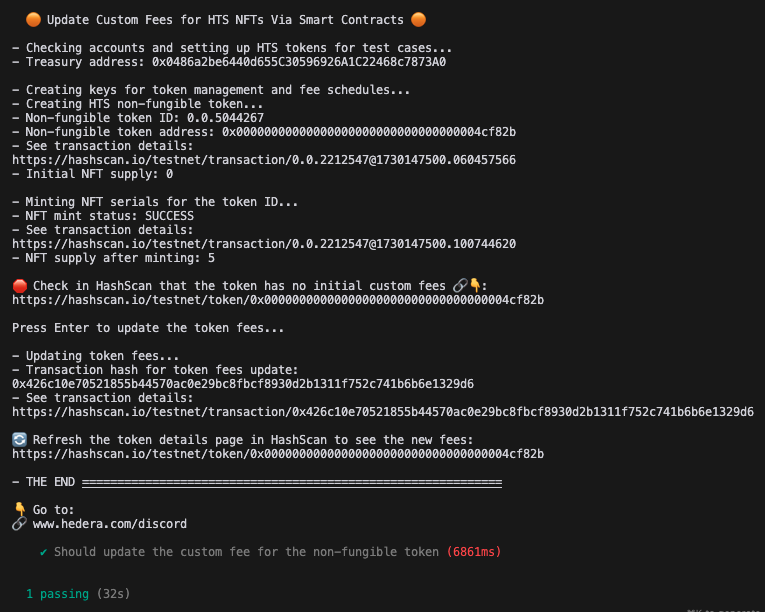 🟠 Update Custom Fees for HTS NFTs Via Smart Contracts 🟠
- Checking accounts and setting up HTS tokens for test cases...
- Treasury address: 0x0486a2be6440d655C30596926A1C22468c7873A0
- Creating keys for token management and fee schedules...
- Creating HTS non-fungible token...
- Non-fungible token ID: 0.0.5044267
- Non-fungible token address: 0x00000000000000000000000000000000004cf82b
- See transaction details:
https://hashscan.io/testnet/transaction/0.0.2212547@1730147500.060457566
- Initial NFT supply: 0
- Minting NFT serials for the token ID...
- NFT mint status: SUCCESS
- See transaction details:
https://hashscan.io/testnet/transaction/0.0.2212547@1730147500.100744620
- NFT supply after minting: 5
🛑 Check in HashScan that the token has no initial custom fees 🔗👇:
https://hashscan.io/testnet/token/0x00000000000000000000000000000000004cf82b
Press Enter to update the token fees...
- Updating token fees...
- Transaction hash for token fees update:
0x426c10e70521855b44570ac0e29bc8fbcf8930d2b1311f752c741b6b6e1329d6
- See transaction details:
https://hashscan.io/testnet/transaction/0x426c10e70521855b44570ac0e29bc8fbcf8930d2b1311f752c741b6b6e1329d6
🔄 Refresh the token details page in HashScan to see the new fees:
https://hashscan.io/testnet/token/0x00000000000000000000000000000000004cf82b
- THE END ============================================================
👇 Go to:
🔗 www.hedera.com/discord
✔ Should update the custom fee for the non-fungible token (6861ms)
1 passing (32s)